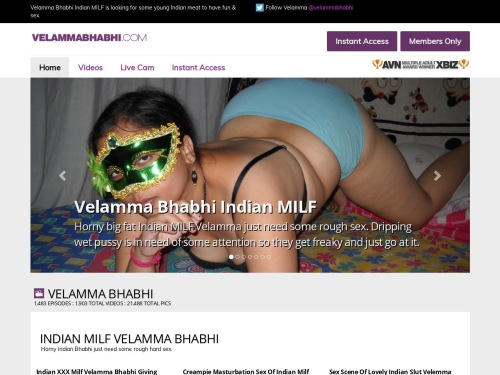 Velamma Bhabhi Indian MILF is looking for some young Indian meat to have fun &
sex.
Follow Velamma @velammabhabhi
VELAMMABHABHI.COM
Instant Access
Members Only
Home
Videos
Live Cam
Instant Access
AVN MULTIPLE ADULT AWARD WINNER XBIZ
Velamma Bhabhi Indian MILF
Horny big fat Indian MILF Velamma just need some rough sex. Dripping
wet pussy is in need of some attention so they get freaky and just go at it.
VELAMMA BHABHI
1,483 EPISODES : 1,903 TOTAL VIDEOS : 21,488 TOTAL PICS
INDIAN MILF VELAMMA BHABHI
Horny Indian Bhabhi just need some rough hard sex.
Indian XXX Milf Velamma Bhabhi Giving
Creampie Masturbation Sex Of Indian Milf
Sex Scene Of Lovely Indian Slut Velemma